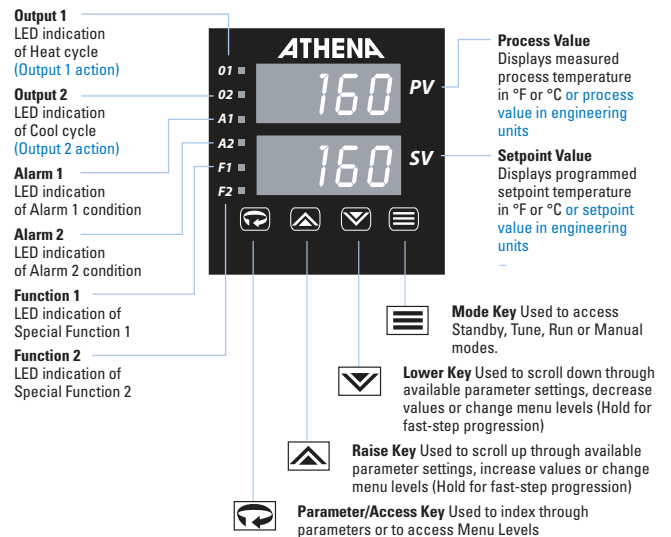 Output 1
LED indication
of Heat cycle
(Output 1 action)
Output 2
LED indication
of Cool cycle
(Output 2 action)
Alarm 1
LED indication
of Alarm 1 condition
Alarm 2
LED indication
of Alarm 2 condition
Function 1
LED indication of
Special Function 1
Function 2
LED indication of
Special Function 2
ATHENA
01
02
A1
A2
F1
F2
160
PV
160
SV
Process Value
Displays measured
process temperature
in °F or °C or process
value in engineering
units
Setpoint Value
Displays programmed
setpoint temperature
in °F or °C or setpoint
value in engineering
units
–
Mode Key Used to access
Standby, Tune, Run or Manual
modes.
Lower Key Used to scroll down through
available parameter settings, decrease
values or change menu levels (Hold for
fast-step progression)
Raise Key Used to scroll up through available
parameter settings, increase values or change
menu levels (Hold for fast-step progression)
Parameter/Access Key Used to index through
parameters or to access Menu Levels